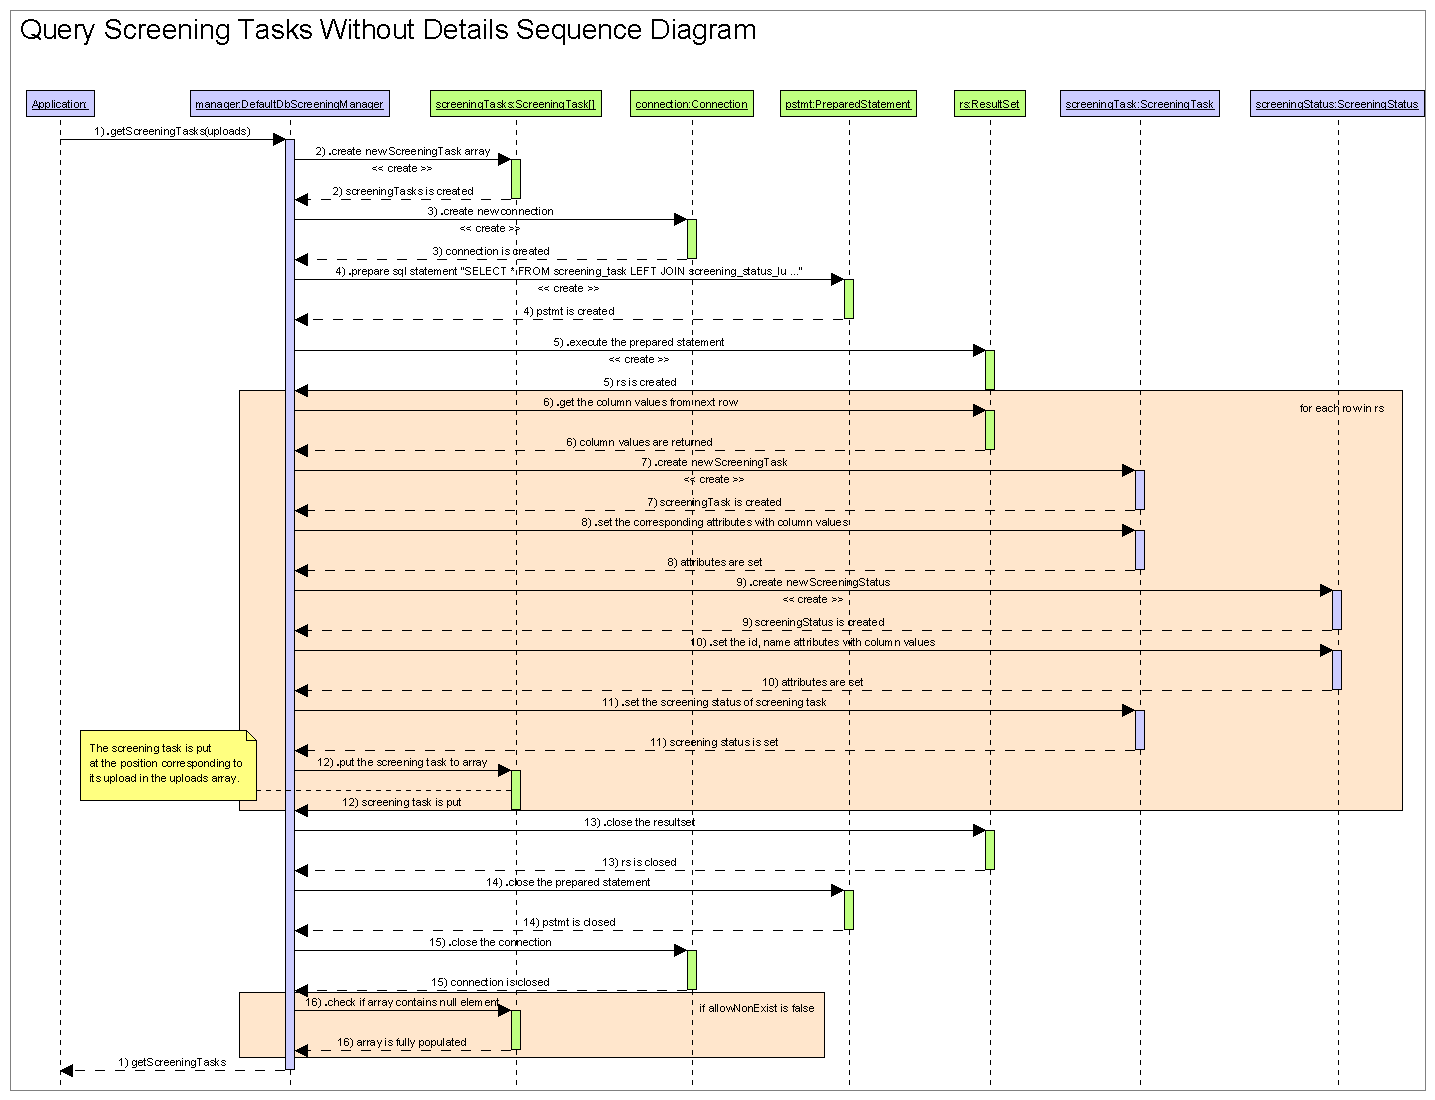 Query Screening Tasks Without Details Sequence Diagram
Application:
manager:DefaultDbScreeningManager
screeningTasks:ScreeningTask[]
connection:Connection
pstmt:PreparedStatement
rs:ResultSet
screeningTask:ScreeningTask
screeningStatus:ScreeningStatus
1) .getScreeningTasks(uploads)
2) .create new ScreeningTask array
<< create >>
2) screeningTasks is created
3) .create new connection
<< create >>
3) connection is created
4) .prepare sql statement "SELECT * FROM screening_task LEFT JOIN screening_status_lu ..."
<< create >>
4) pstmt is created
5) .execute the prepared statement
<< create >>
5) rs is created
for each row in rs
6) .get the column values from next row
6) column values are returned
7) .create new ScreeningTask
<< create >>
7) screeningTask is created
8) .set the corresponding attributes with column values
8) attributes are set
9) .create new ScreeningStatus
<< create >>
9) screeningStatus is created
10) .set the id, name attributes with column values
10) attributes are set
11) .set the screening status of screening task
11) screening status is set
The screening task is put
at the position corresponding to
its upload in the uploads array.
12) .put the screening task to array
12) screening task is put
13) .close the resultset
13) rs is closed
14) .close the prepared statement
14) pstmt is closed
15) .close the connection
15) connection is closed
16) .check if array contains null element
if allowNonExist is false
16) array is fully populated
1) getScreeningTasks